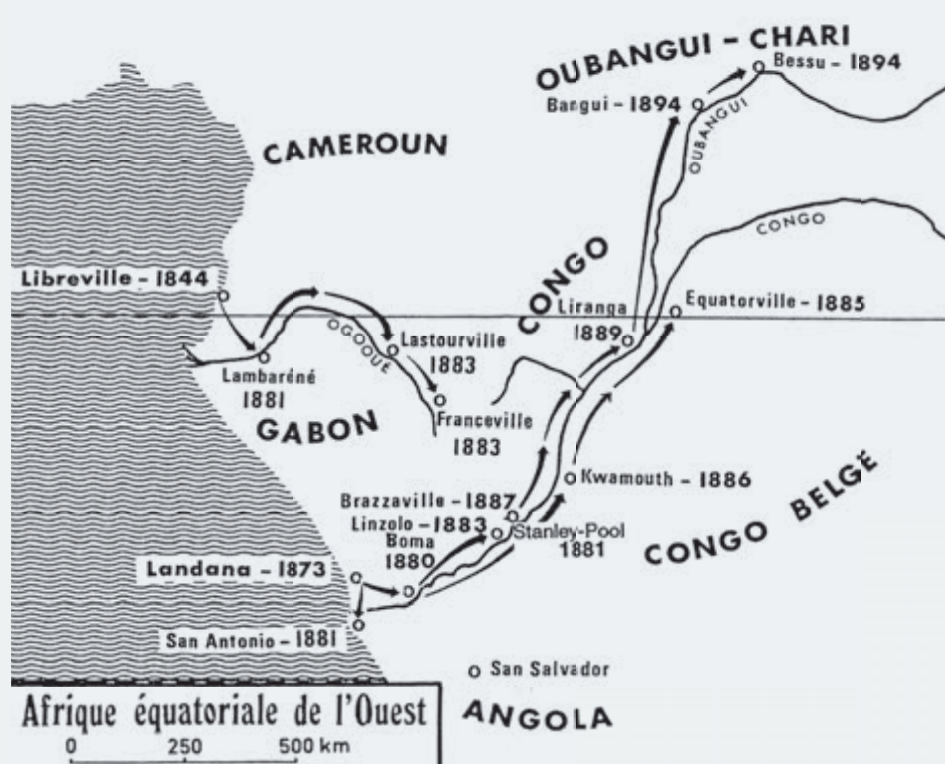 OUBANGUI - CHARI
Bessu - 1894
Bangui - 1894
OUBANGUI
CAMEROUN
CONGO
CONGO
Libreville - 1844
Equatorville - 1885
Liranga
1889
OGOOUÉ
Lastourville
1883
Lambaréné
1881
Franceville
1883
GABON
Kwamouth - 1886
Brazzaville - 1887
Linzolo - 1883
Stanley-Pool
1881
Boma
1880
CONGO BELGE
Landana - 1873
San Antonio - 1881
San Salvador
ANGOLA
Afrique équatoriale de l'Ouest
0 250 500 km